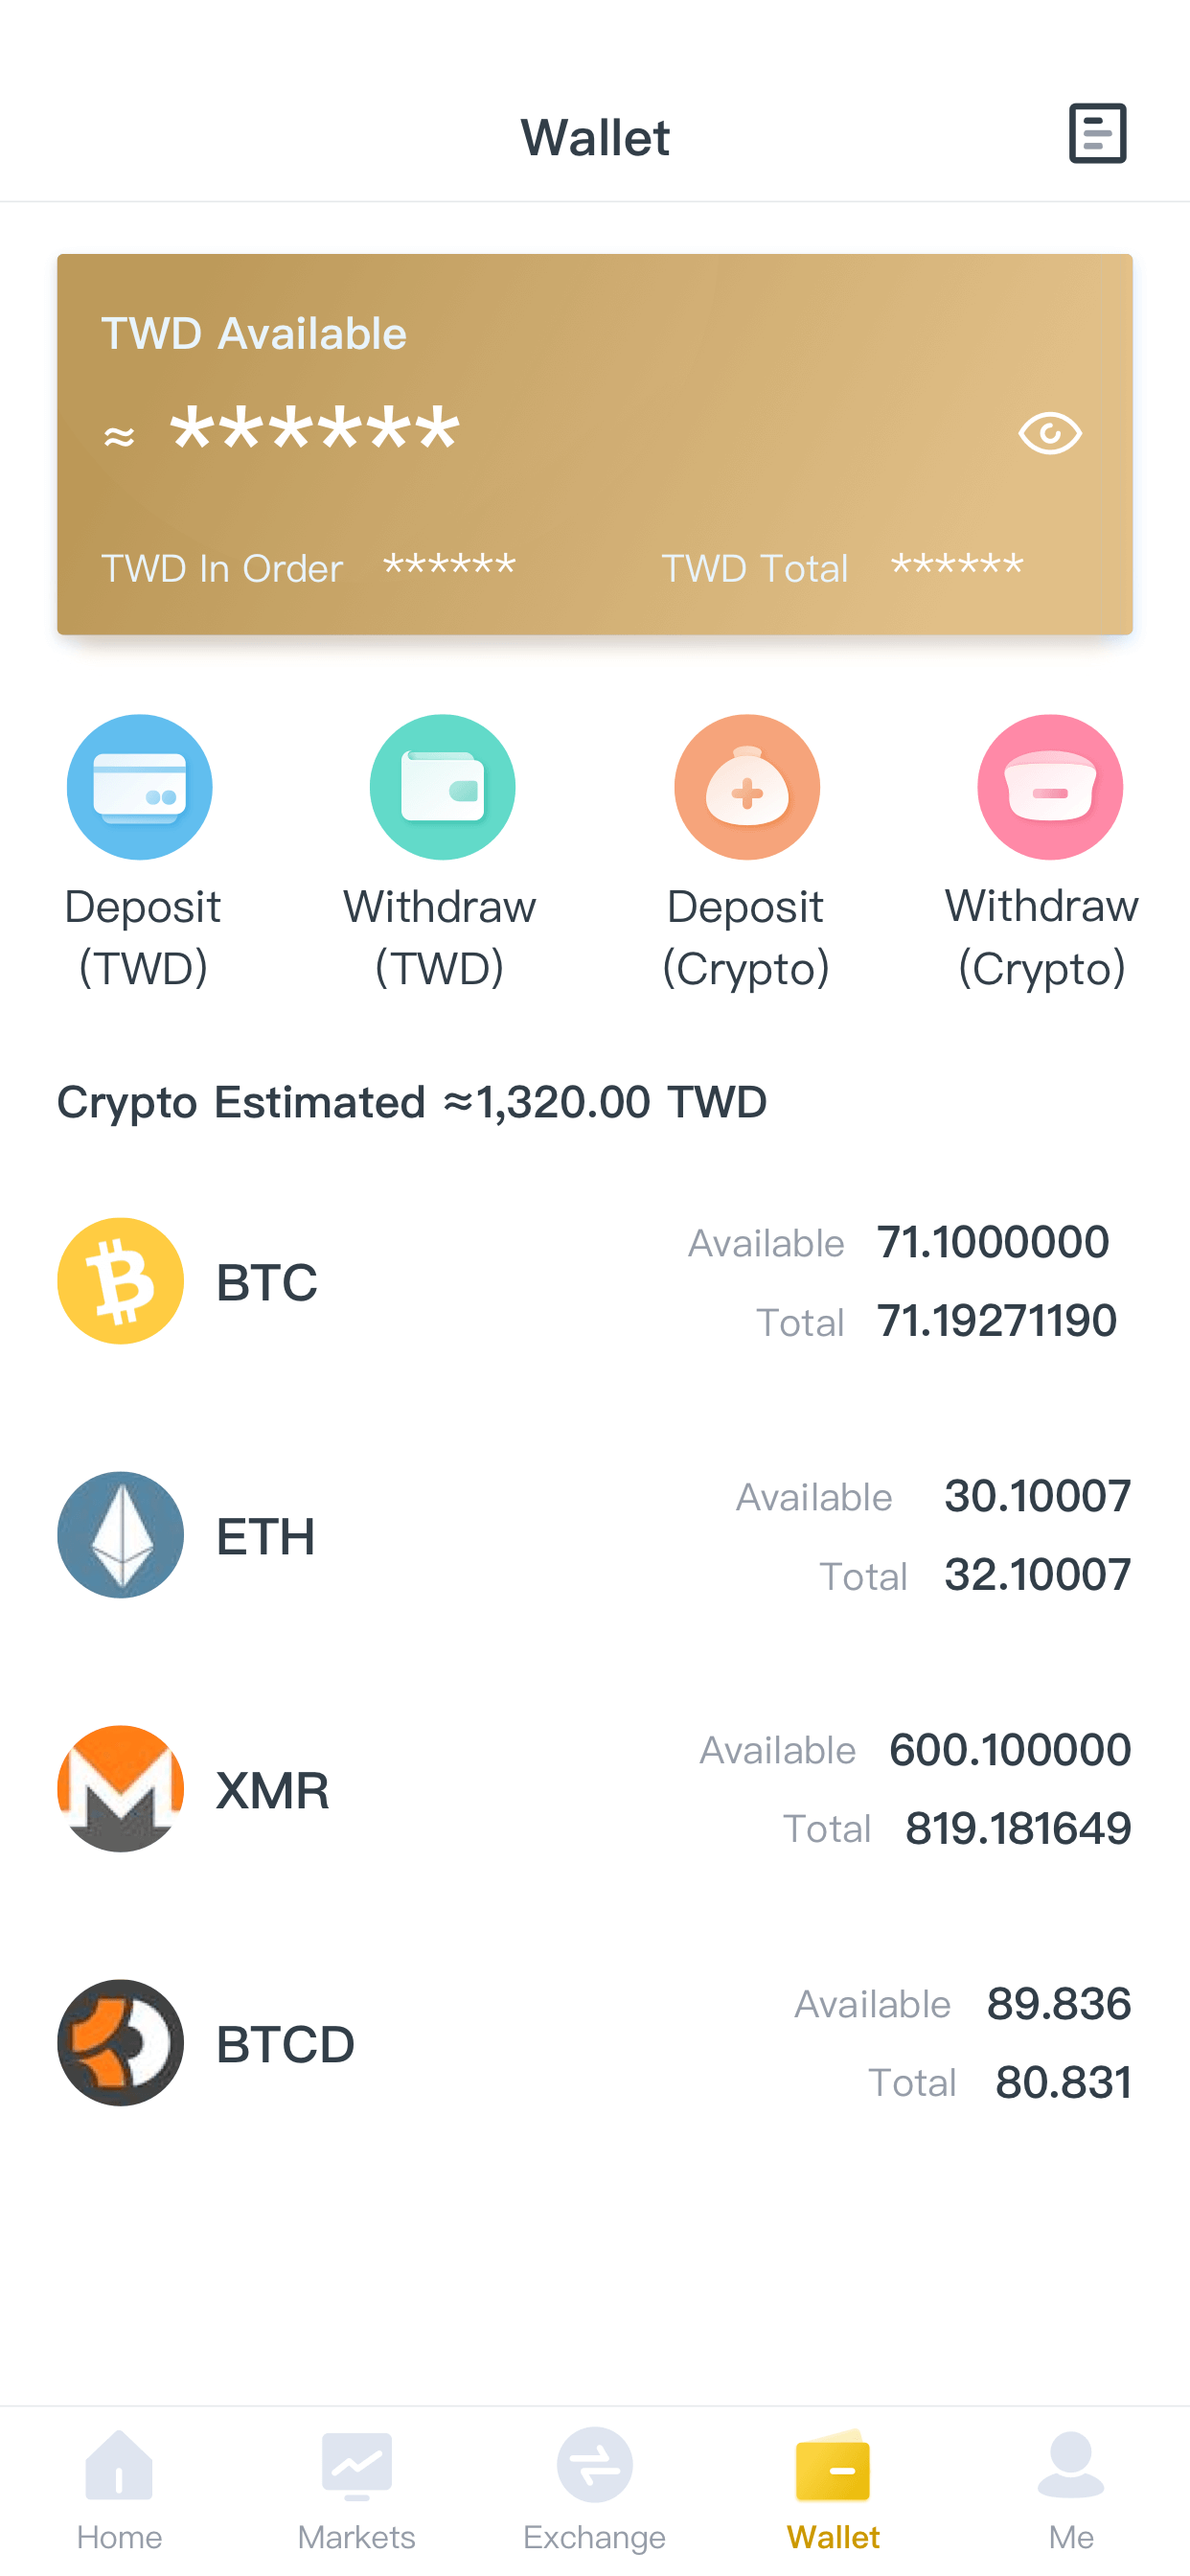 Wallet
TWD Available
≈ ******
TWD In Order ****** TWD Total ******
Deposit (TWD)
Withdraw (TWD)
Deposit (Crypto)
Withdraw (Crypto)
Crypto Estimated ≈1,320.00 TWD
BTC
Available 71.1000000
Total 71.19271190
ETH
Available 30.10007
Total 32.10007
XMR
Available 600.100000
Total 819.181649
BTCD
Available 89.836
Total 80.831
Home Markets Exchange Wallet Me